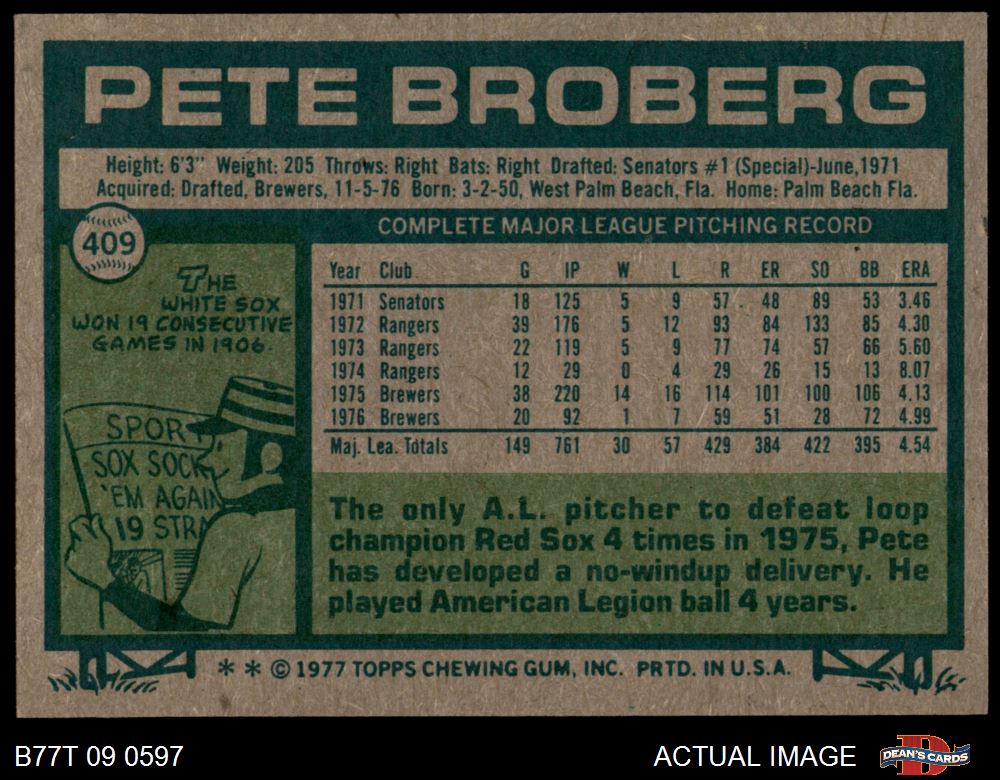 PETE BROBERG
Height: 6'3" Weight: 205 Throws: Right Bats: Right Drafted: Senators #1 (Special)-June,1971
Acquired: Drafted, Brewers, 11-5-76 Born: 3-2-50, West Palm Beach, Fla. Home: Palm Beach Fla.
409
THE
WHITE SOX
WON 19 CONSECUTIVE
GAMES IN 1906.
SPORT
SOX SOCK
'EM AGAIN
19 STRA
COMPLETE MAJOR LEAGUE PITCHING RECORD
Year Club G IP W L R ER SO BB ERA
1971 Senators 18 125 5 9 57 48 89 53 3.46
1972 Rangers 39 176 5 12 93 84 133 85 4.30
1973 Rangers 22 119 5 9 77 74 57 66 5.60
1974 Rangers 12 29 0 4 29 26 15 13 8.07
1975 Brewers 38 220 14 16 114 101 100 106 4.13
1976 Brewers 20 92 1 7 59 51 28 72 4.99
Maj. Lea. Totals 149 761 30 57 429 384 422 395 4.54
The only A.L. pitcher to defeat loop
champion Red Sox 4 times in 1975, Pete
has developed a no-windup delivery. He
played American Legion ball 4 years.
* * © 1977 TOPPS CHEWING GUM, INC. PRTD. IN U.S.A.
B77T 09 0597
ACTUAL IMAGE
D
DEAN'S CARDS